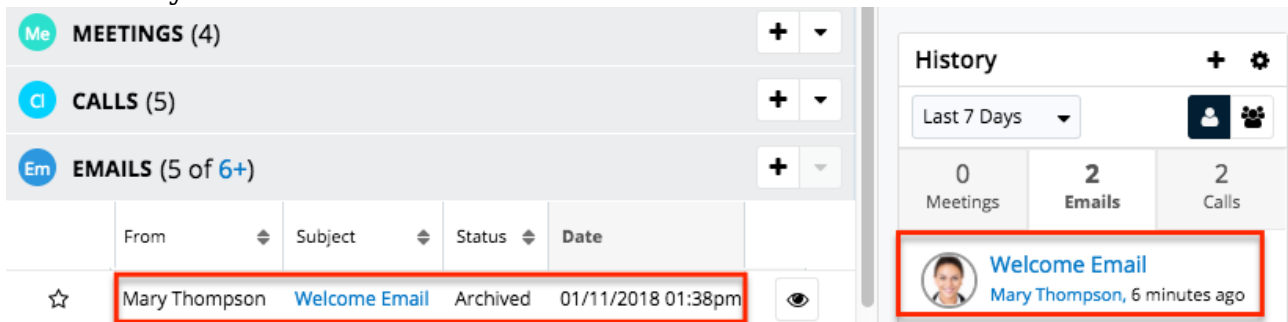 Me MEETINGS (4)
Cl CALLS (5)
Em EMAILS (5 of 6+)
From Subject Status Date
Mary Thompson Welcome Email Archived 01/11/2018 01:38pm
History
Last 7 Days
0 2 2
Meetings Emails Calls
Welcome Email
Mary Thompson, 6 minutes ago